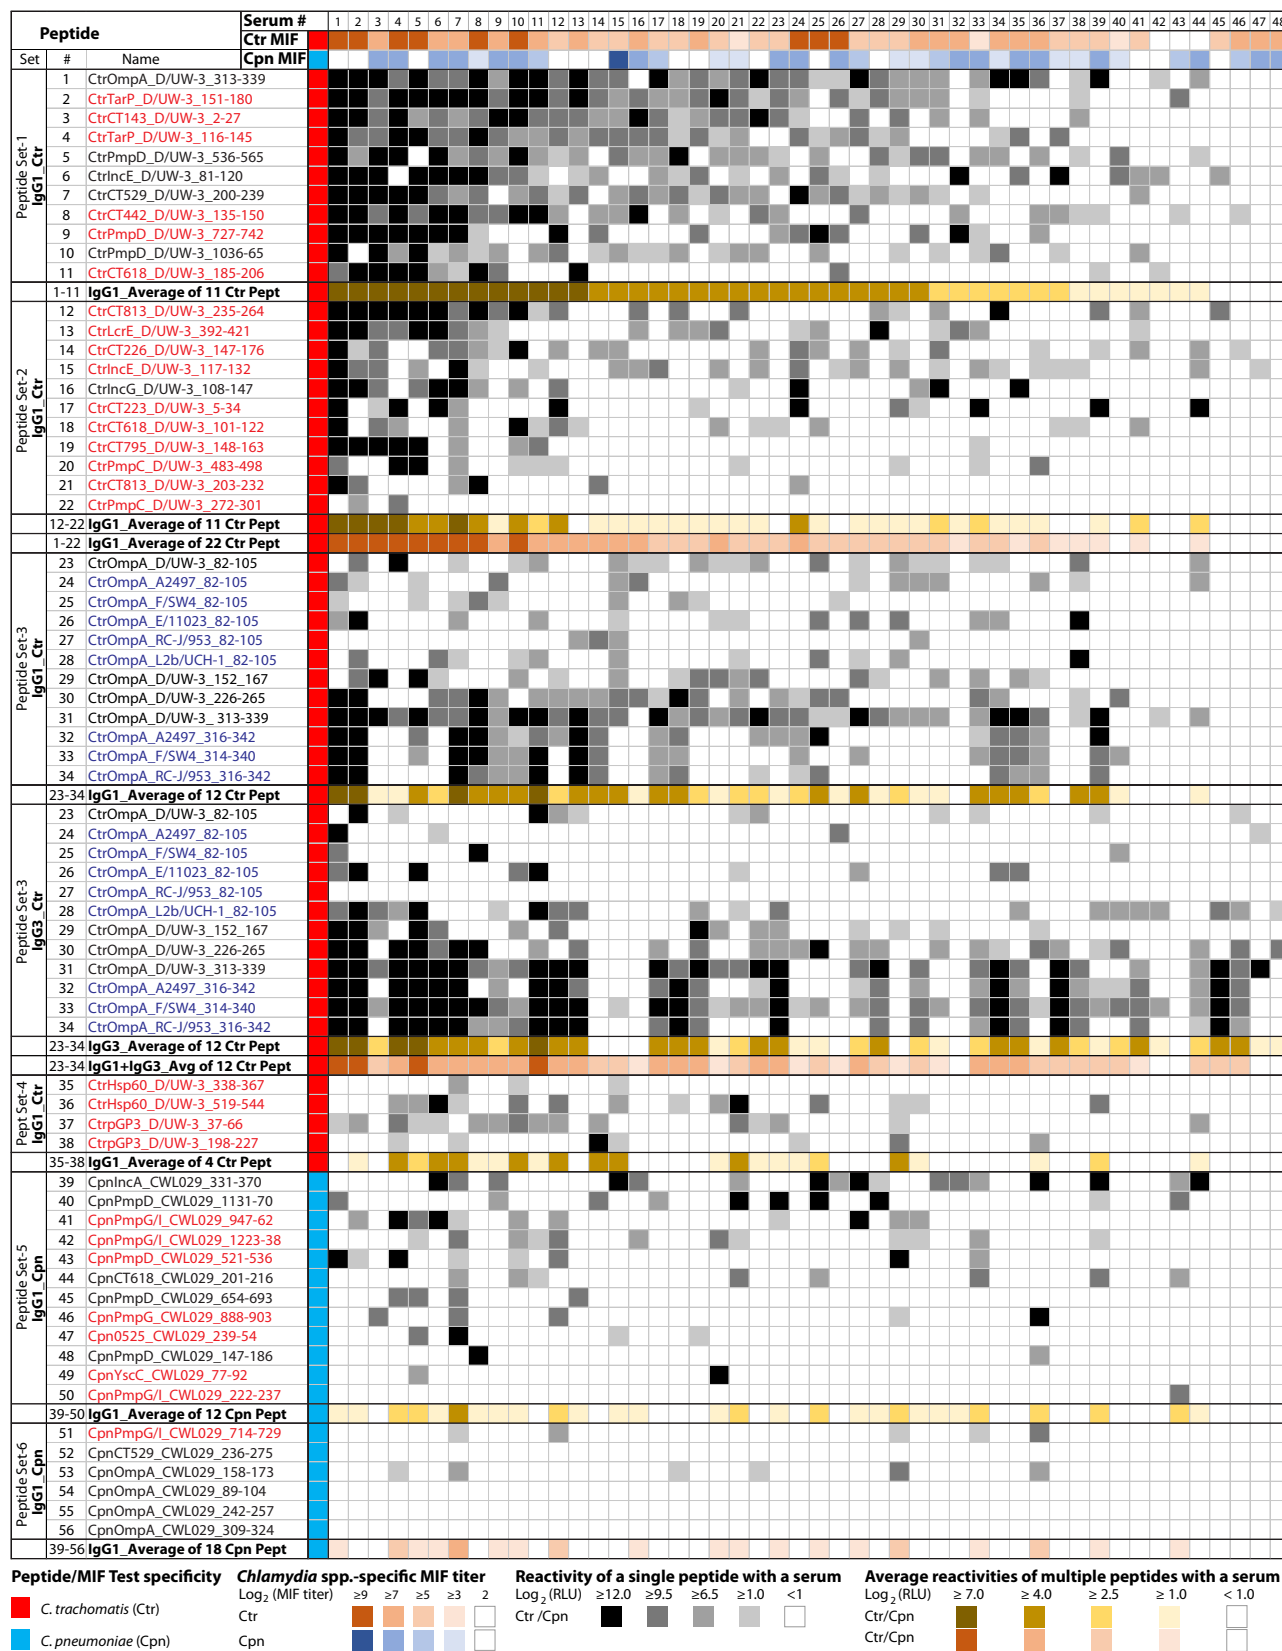 Peptide Serum # 1 2 3 4 5 6 7 8 9 10 11 12 13 14 15 16 17 18 19 20 21 22 23 24 25 26 27 28 29 30 31 32 33 34 35 36 37 38 39 40 41 42 43 44 45 46 47 48
Ctr MIF
Set # Name Cpn MIF
Peptide Set-1
IgG1_Ctr
1 CtrOmpA_D/UW-3_313-339
2 CtrTarP_D/UW-3_151-180
3 CtrCT143_D/UW-3_2-27
4 CtrTarP_D/UW-3_116-145
5 CtrPmpD_D/UW-3_536-565
6 CtrIncE_D/UW-3_81-120
7 CtrCT529_D/UW-3_200-239
8 CtrCT442_D/UW-3_135-150
9 CtrPmpD_D/UW-3_727-742
10 CtrPmpD_D/UW-3_1036-65
11 CtrCT618_D/UW-3_185-206
1-11 IgG1_Average of 11 Ctr Pept
Peptide Set-2
IgG1_Ctr
12 CtrCT813_D/UW-3_235-264
13 CtrLcrE_D/UW-3_392-421
14 CtrCT226_D/UW-3_147-176
15 CtrIncE_D/UW-3_117-132
16 CtrIncG_D/UW-3_108-147
17 CtrCT223_D/UW-3_5-34
18 CtrCT618_D/UW-3_101-122
19 CtrCT795_D/UW-3_148-163
20 CtrPmpC_D/UW-3_483-498
21 CtrCT813_D/UW-3_203-232
22 CtrPmpC_D/UW-3_272-301
12-22 IgG1_Average of 11 Ctr Pept
1-22 IgG1_Average of 22 Ctr Pept
Peptide Set-3
IgG1_Ctr
23 CtrOmpA_D/UW-3_82-105
24 CtrOmpA_A2497_82-105
25 CtrOmpA_F/SW4_82-105
26 CtrOmpA_E/11023_82-105
27 CtrOmpA_RC-J/953_82-105
28 CtrOmpA_L2b/UCH-1_82-105
29 CtrOmpA_D/UW-3_152_167
30 CtrOmpA_D/UW-3_226-265
31 CtrOmpA_D/UW-3_ 313-339
32 CtrOmpA_A2497_316-342
33 CtrOmpA_F/SW4_314-340
34 CtrOmpA_RC-J/953_316-342
23-34 IgG1_Average of 12 Ctr Pept
Peptide Set-3
IgG3_Ctr
23 CtrOmpA_D/UW-3_82-105
24 CtrOmpA_A2497_82-105
25 CtrOmpA_F/SW4_82-105
26 CtrOmpA_E/11023_82-105
27 CtrOmpA_RC-J/953_82-105
28 CtrOmpA_L2b/UCH-1_82-105
29 CtrOmpA_D/UW-3_152_167
30 CtrOmpA_D/UW-3_226-265
31 CtrOmpA_D/UW-3_313-339
32 CtrOmpA_A2497_316-342
33 CtrOmpA_F/SW4_314-340
34 CtrOmpA_RC-J/953_316-342
23-34 IgG3_Average of 12 Ctr Pept
23-34 IgG1+IgG3_Avg of 12 Ctr Pept
Pept Set-4
IgG1_Ctr
35 CtrHsp60_D/UW-3_338-367
36 CtrHsp60_D/UW-3_519-544
37 CtrpGP3_D/UW-3_37-66
38 CtrpGP3_D/UW-3_198-227
35-38 IgG1_Average of 4 Ctr Pept
Peptide Set-5
IgG1_Cpn
39 CpnIncA_CWL029_331-370
40 CpnPmpD_CWL029_1131-70
41 CpnPmpG/I_CWL029_947-62
42 CpnPmpG/I_CWL029_1223-38
43 CpnPmpD_CWL029_521-536
44 CpnCT618_CWL029_201-216
45 CpnPmpD_CWL029_654-693
46 CpnPmpG_CWL029_888-903
47 Cpn0525_CWL029_239-54
48 CpnPmpD_CWL029_147-186
49 CpnYscC_CWL029_77-92
50 CpnPmpG/I_CWL029_222-237
39-50 IgG1_Average of 12 Cpn Pept
Peptide Set-6
IgG1_Cpn
51 CpnPmpG/I_CWL029_714-729
52 CpnCT529_CWL029_236-275
53 CpnOmpA_CWL029_158-173
54 CpnOmpA_CWL029_89-104
55 CpnOmpA_CWL029_242-257
56 CpnOmpA_CWL029_309-324
39-56 IgG1_Average of 18 Cpn Pept
Peptide/MIF Test specificity
C. trachomatis (Ctr)
C. pneumoniae (Cpn)
Chlamydia spp.-specific MIF titer
Log2 (MIF titer) ≥9 ≥7 ≥5 ≥3 2
Ctr
Cpn
Reactivity of a single peptide with a serum
Log2 (RLU) ≥12.0 ≥9.5 ≥6.5 ≥1.0 <1
Ctr /Cpn
Average reactivities of multiple peptides with a serum
Log2 (RLU) ≥ 7.0 ≥ 4.0 ≥ 2.5 ≥ 1.0 < 1.0
Ctr/Cpn
Ctr/Cpn